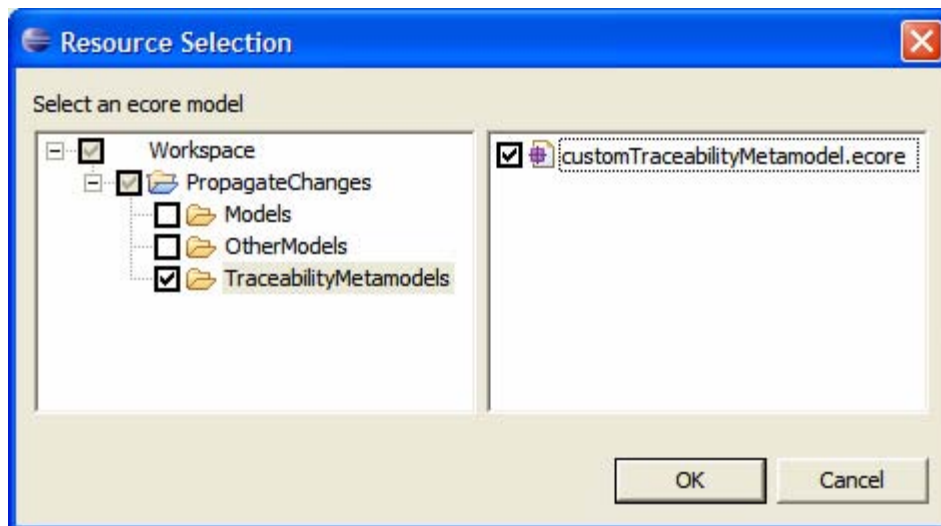 Resource Selection
Select an ecore model
Workspace
PropagateChanges
Models
OtherModels
TraceabilityMetamodels
customTraceabilityMetamodel.ecore
OK
Cancel